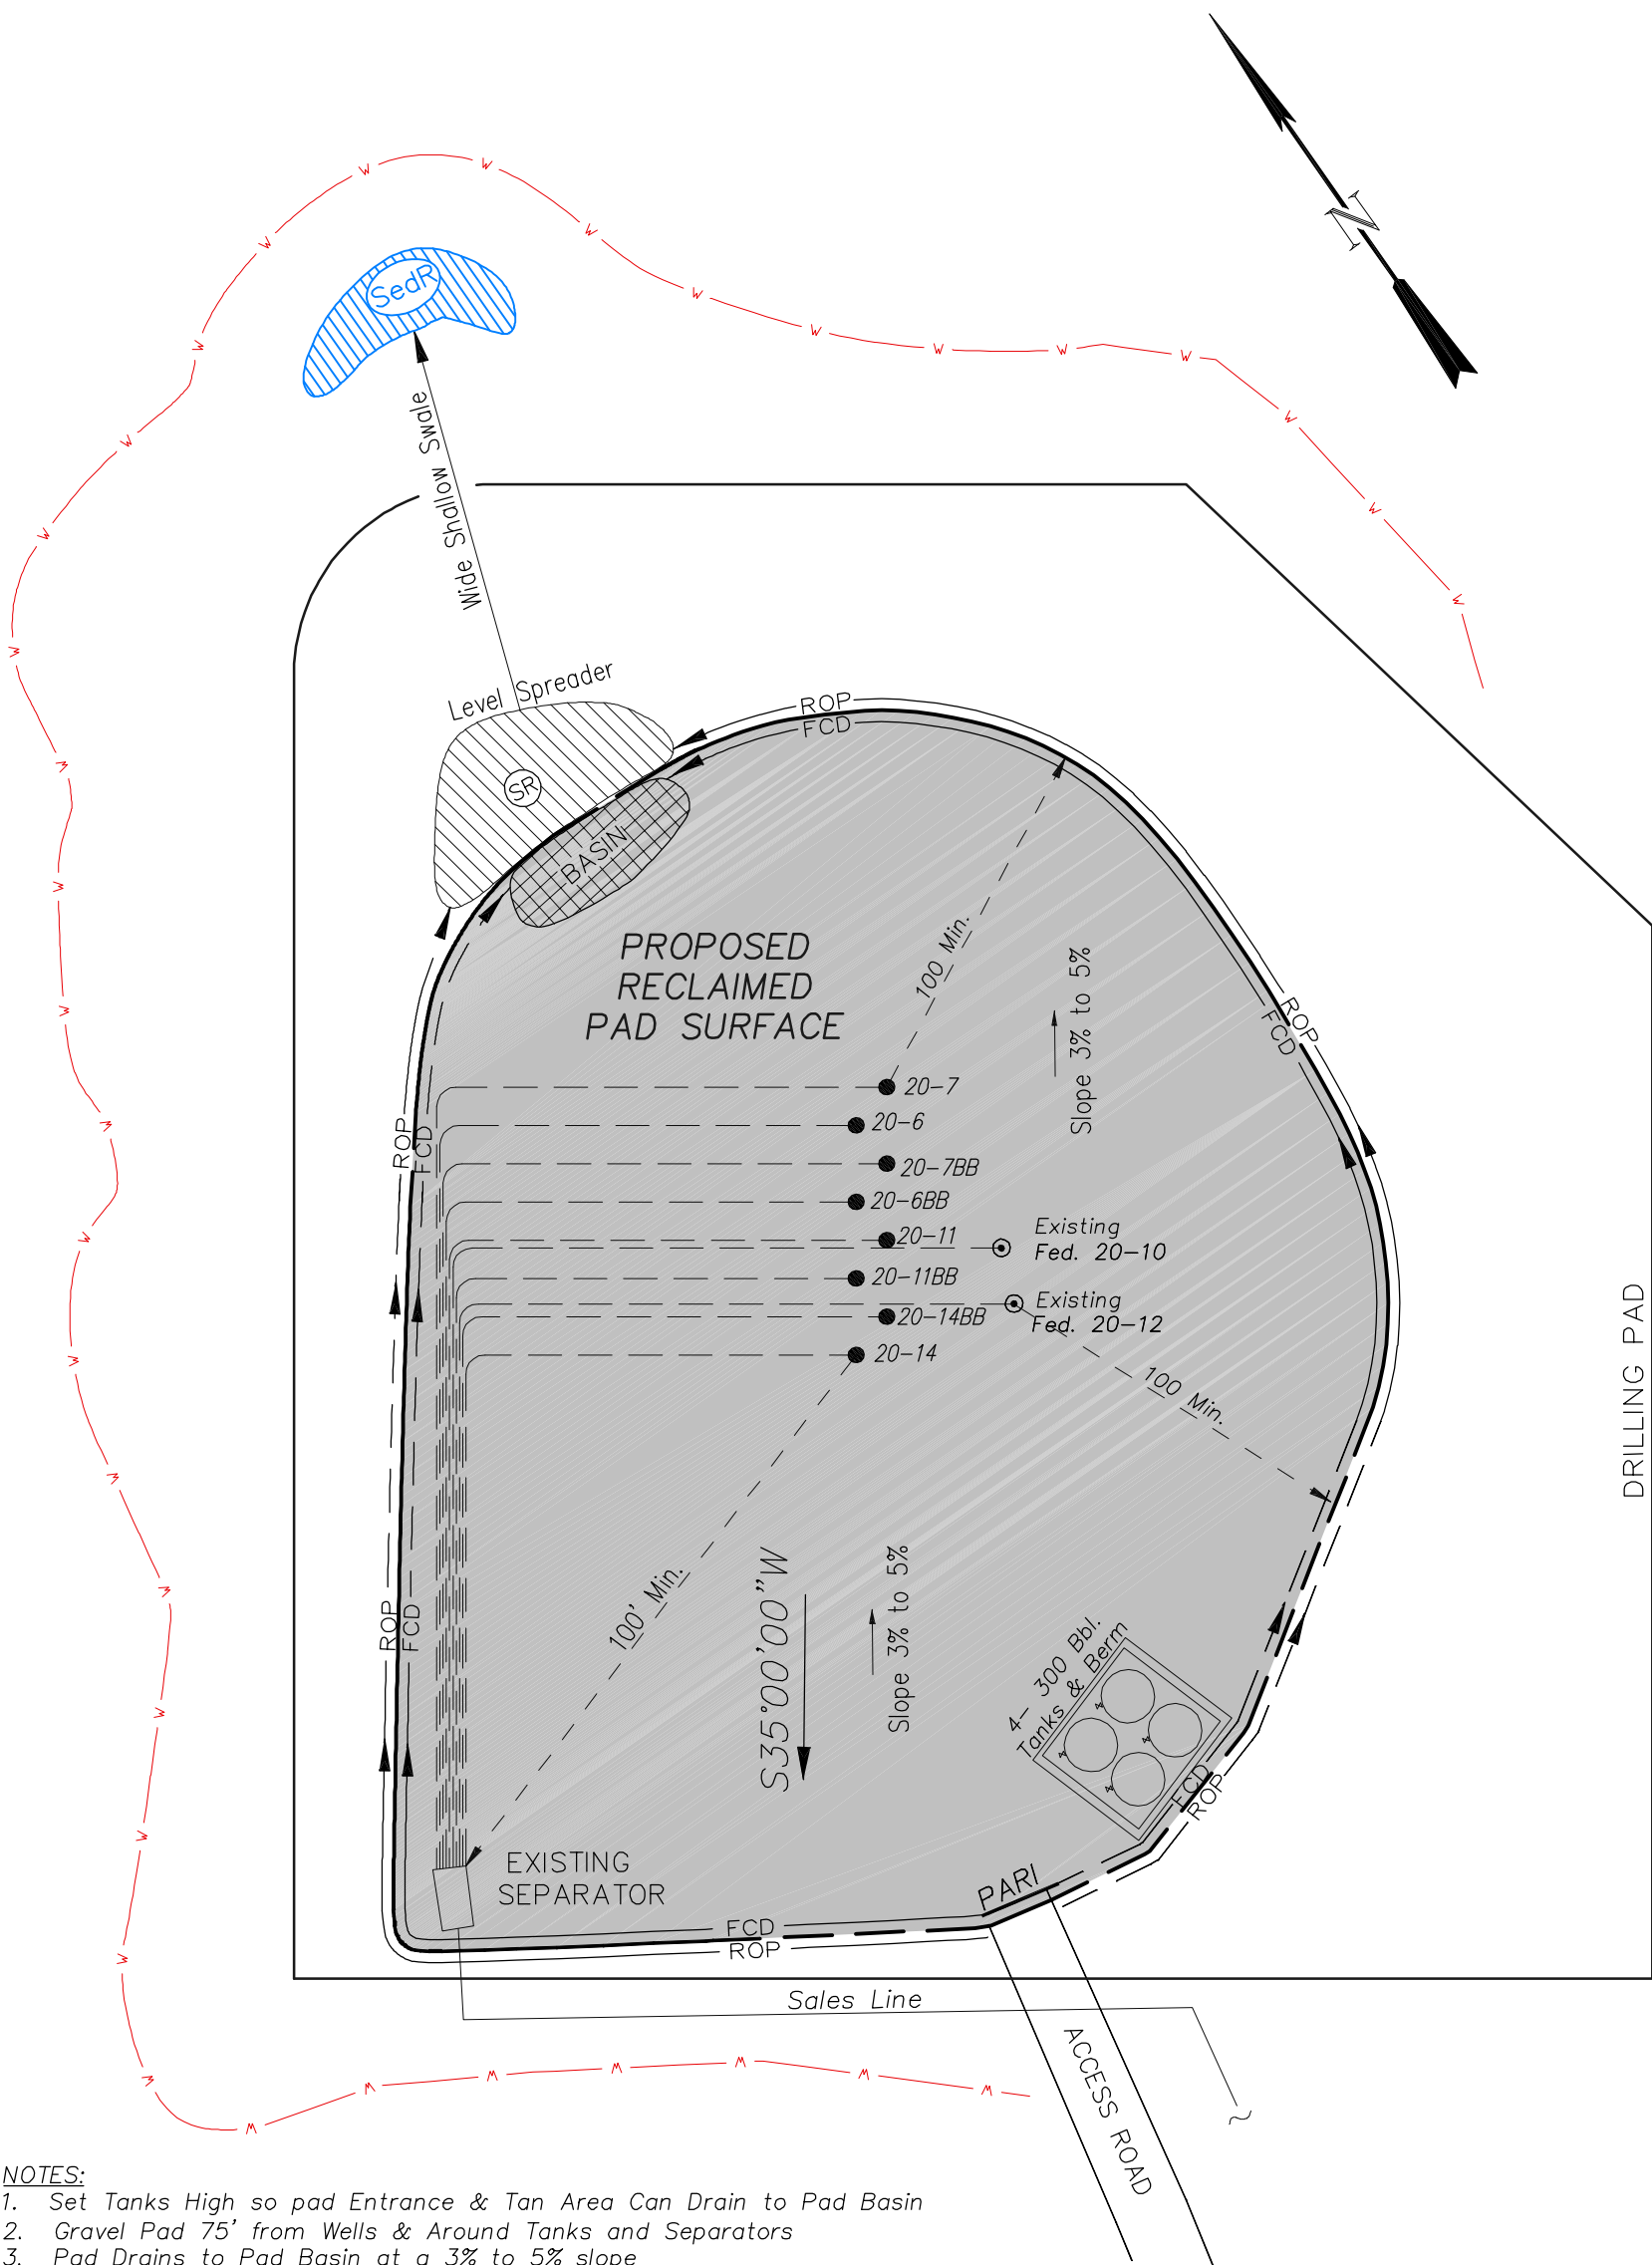 N
W W W W W W W W W W W W W
SedR
Wide Shallow Swale
Level Spreader
SR
BASIN
ROP
FCD
PROPOSED
RECLAIMED
PAD SURFACE
100 Min.
Slope 3% to 5%
ROP
FCD
ROP
FCD
20-7
20-6
20-7BB
20-6BB
20-11
Existing
Fed. 20-10
20-11BB
Existing
Fed. 20-12
20-14BB
20-14
100 Min.
DRILLING PAD
100' Min.
S35°00'00"W
Slope 3% to 5%
ROP
FCD
4- 300 Bbl.
Tanks & Berm
FCD
ROP
EXISTING
SEPARATOR
PARI
FCD
ROP
Sales Line
ACCESS ROAD
NOTES:
1. Set Tanks High so pad Entrance & Tan Area Can Drain to Pad Basin
2. Gravel Pad 75' from Wells & Around Tanks and Separators
3. Pad Drains to Pad Basin at a 3% to 5% slope